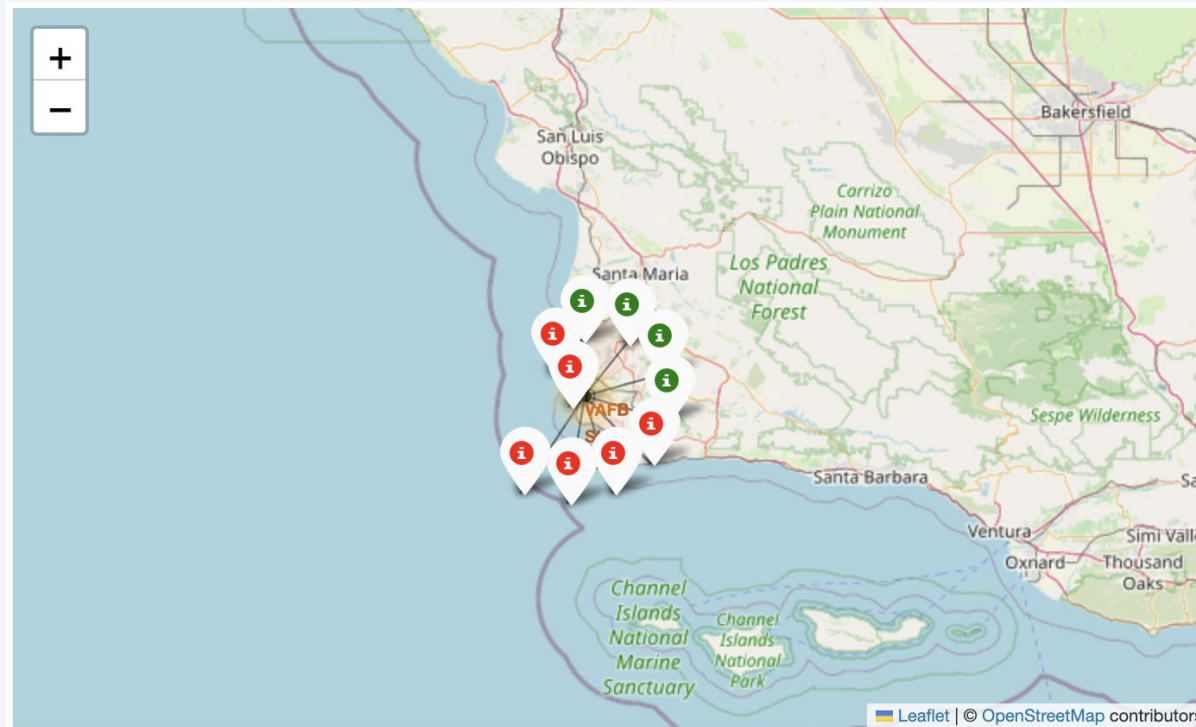 +
−
Bakersfield
San Luis
Obispo
Carrizo
Plain National
Monument
Los Padres
National
Forest
Santa Maria
i
i
i
i
i
i
VAFB
i
i
i
i
Sespe Wilderness
Santa Barbara
Ventura
Simi Vall
Oxnard
Thousand
Oaks
Channel
Islands
National
Marine
Sanctuary
Channel
Islands
National
Park
Leaflet | © OpenStreetMap contributors